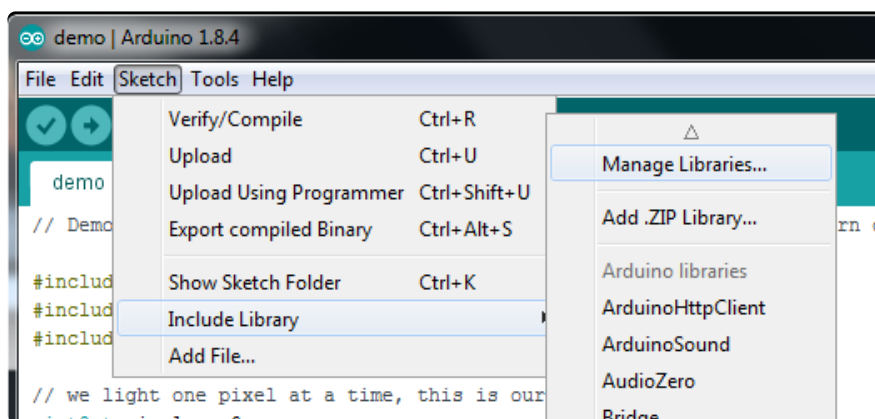 demo | Arduino 1.8.4
File Edit Sketch Tools Help
Verify/Compile Ctrl+R
Upload Ctrl+U
Upload Using Programmer Ctrl+Shift+U
Export compiled Binary Ctrl+Alt+S
Show Sketch Folder Ctrl+K
Include Library
Add File...
Manage Libraries...
Add .ZIP Library...
Arduino libraries
ArduinoHttpClient
ArduinoSound
AudioZero
Bridge
demo
// Demo
rn
#includ
#includ
#includ
// we light one pixel at a time, this is our